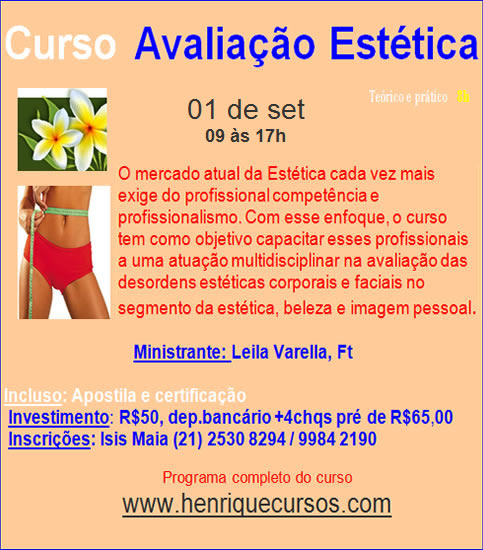 Curso Avaliação Estética
Teórico e prático - 8h
01 de set
09 às 17h
O mercado atual da Estética cada vez mais
exige do profissional competência e
profissionalismo. Com esse enfoque, o curso
tem como objetivo capacitar esses profissionais
a uma atuação multidisciplinar na avaliação das
desordens estéticas corporais e faciais no
segmento da estética, beleza e imagem pessoal.
Ministrante: Leila Varella, Ft
Incluso: Apostila e certificação
Investimento: R$50, dep.bancário +4chqs pré de R$65,00
Inscrições: Isis Maia (21) 2530 8294 / 9984 2190
Programa completo do curso
www.henriquecursos.com